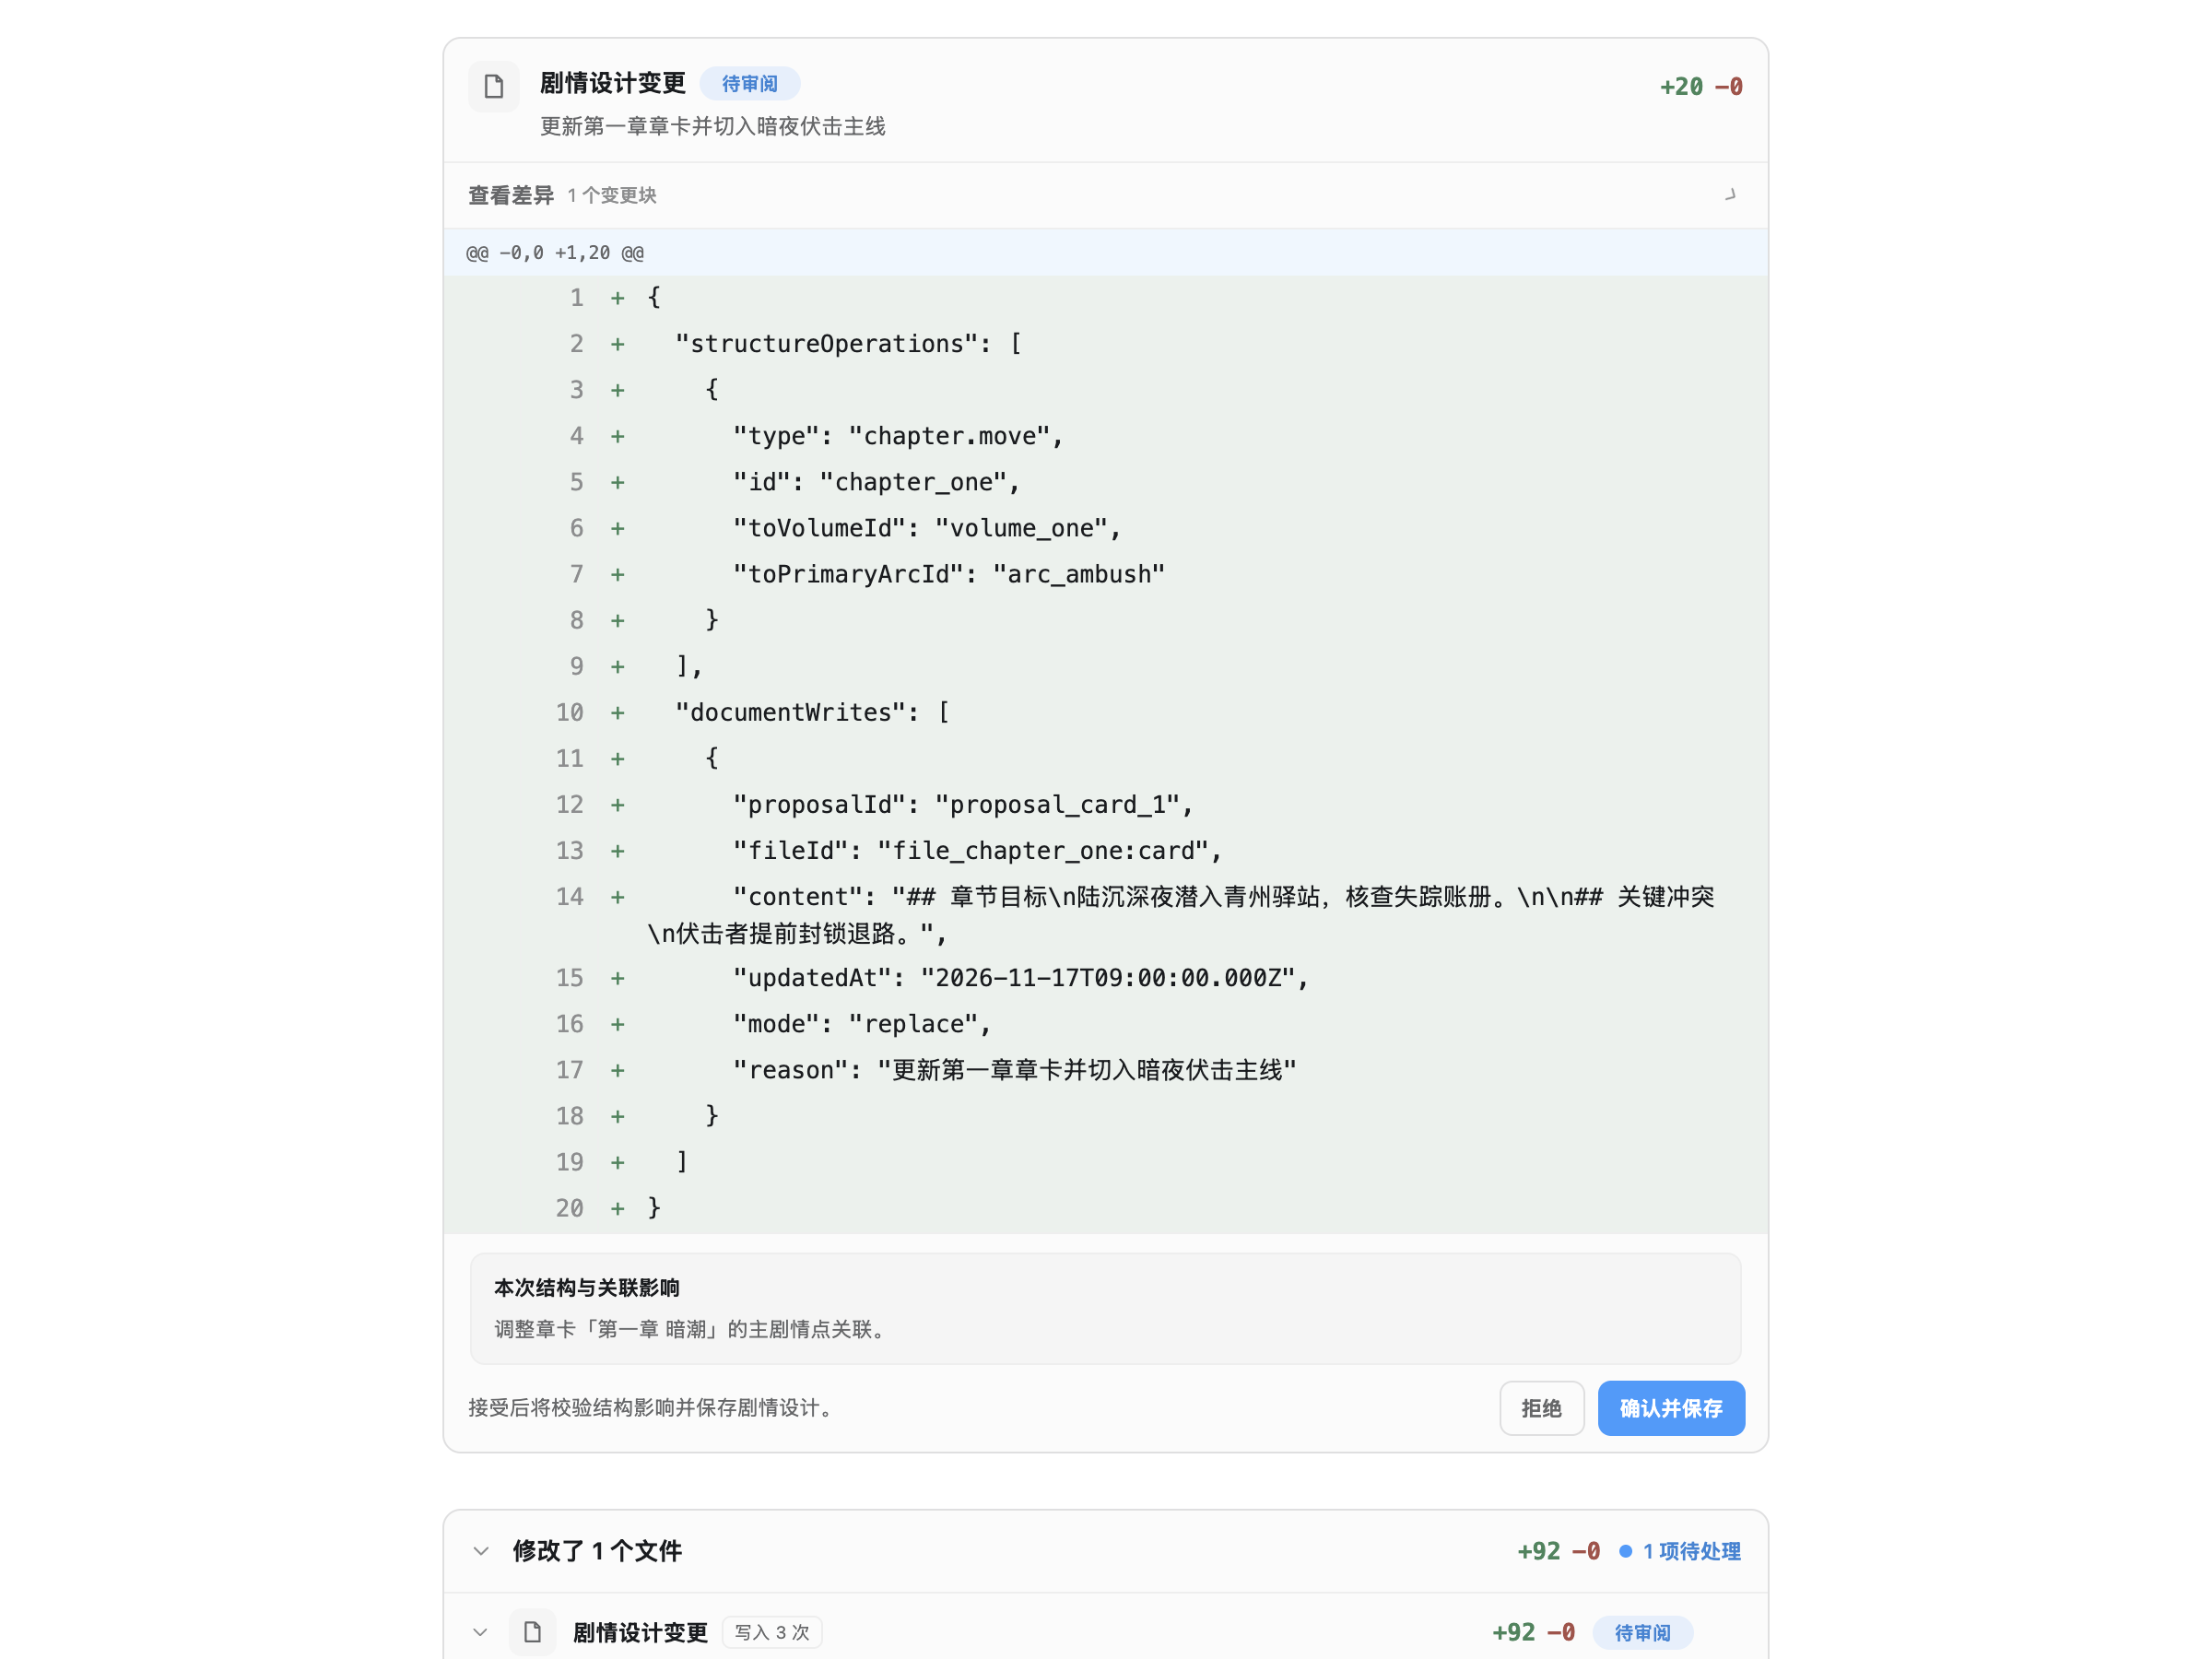 剧情设计变更 待审阅 +20 −0
更新第一章章卡并切入暗夜伏击主线
查看差异 1 个变更块
@@ −0,0 +1,20 @@
1 + {
2 +   "structureOperations": [
3 +     {
4 +       "type": "chapter.move",
5 +       "id": "chapter_one",
6 +       "toVolumeId": "volume_one",
7 +       "toPrimaryArcId": "arc_ambush"
8 +     }
9 +   ],
10 +   "documentWrites": [
11 +     {
12 +       "proposalId": "proposal_card_1",
13 +       "fileId": "file_chapter_one:card",
14 +       "content": "## 章节目标\n陆沉深夜潜入青州驿站，核查失踪账册。\n\n## 关键冲突
\n伏击者提前封锁退路。",
15 +       "updatedAt": "2026−11−17T09:00:00.000Z",
16 +       "mode": "replace",
17 +       "reason": "更新第一章章卡并切入暗夜伏击主线"
18 +     }
19 +   ]
20 + }
本次结构与关联影响
调整章卡「第一章 暗潮」的主剧情点关联。
接受后将校验结构影响并保存剧情设计。 拒绝 确认并保存
修改了 1 个文件 +92 −0 1 项待处理
剧情设计变更 写入 3 次 +92 −0 待审阅